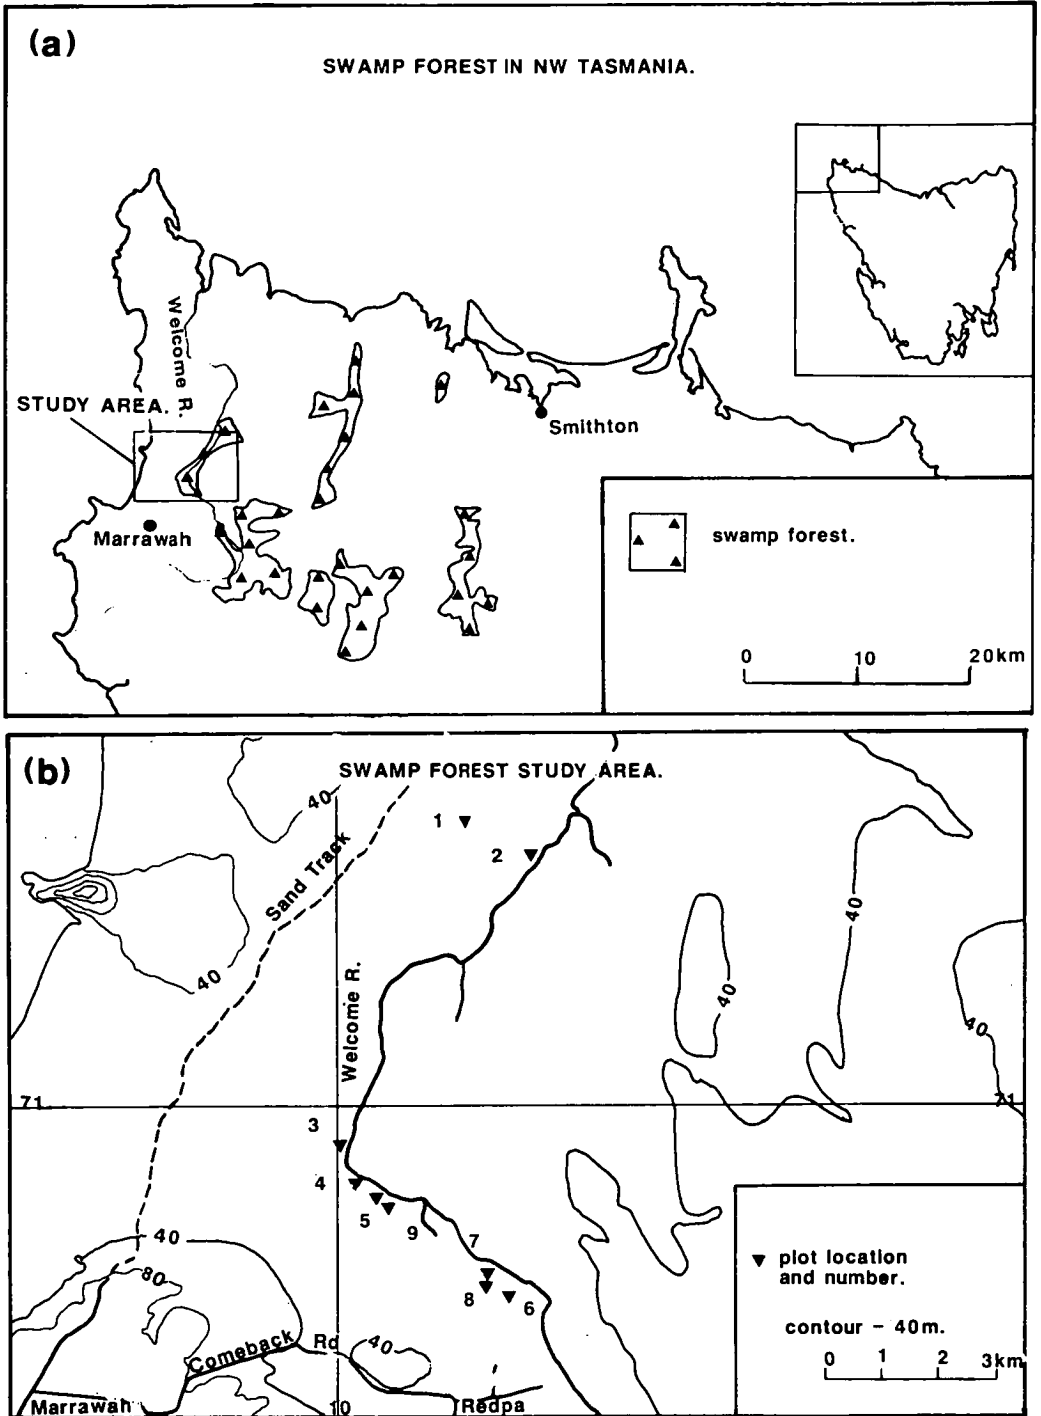 (a)
SWAMP FOREST IN NW TASMANIA.
Welcome R.
STUDY AREA.
Smithton
Marrawah
swamp forest.
0 10 20km
(b)
SWAMP FOREST STUDY AREA.
40
1
2
Sand Track
40
40
40
40
Welcome R.
71
71
3
4
5
9
7
8
6
40
80
plot location
and number.
contour - 40m.
0 1 2 3km
Comeback Rd
40
Marrawah
10
Redpa